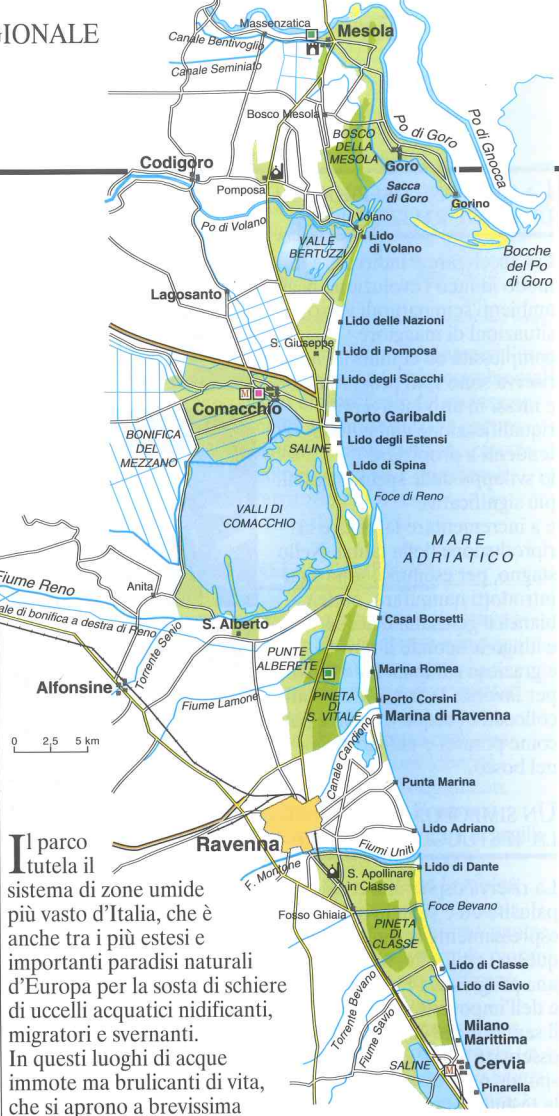 GIONALE
Massenzatica
Mesola
Canale Bentivoglio
Canale Seminiato
Bosco Mesola
BOSCO
DELLA
MESOLA
Po di Goro
Po di Gnocca
Codigoro
Goro
Pomposa
Sacca
di Goro
Gorino
Po di Volano
Volano
Lido
di Volano
VALLE
BERTUZZI
Bocche
del Po
di Goro
Lagosanto
Lido delle Nazioni
S. Giuseppe
Lido di Pomposa
Lido degli Scacchi
M
Comacchio
Porto Garibaldi
BONIFICA
DEL
MEZZANO
SALINE
Lido degli Estensi
Lido di Spina
Foce di Reno
VALLI DI
COMACCHIO
MARE
ADRIATICO
Fiume Reno
Anita
ale di bonifica a destra di Reno
Torrente Senio
S. Alberto
Casal Borsetti
PUNTE
ALBERETE
Marina Romea
Alfonsine
Fiume Lamone
PINETA
DI
S. VITALE
Porto Corsini
Marina di Ravenna
0 2,5 5 km
Canale Candiano
Punta Marina
Lido Adriano
Ravenna
Fiumi Uniti
F. Montone
Lido di Dante
S. Apollinare
in Classe
Fosso Ghiaia
Foce Bevano
PINETA
DI
CLASSE
Lido di Classe
Lido di Savio
Torrente Bevano
Fiume Savio
Milano
Marittima
SALINE
M
Cervia
Pinarella
Il parco
tutela il
sistema di zone umide
più vasto d'Italia, che è
anche tra i più estesi e
importanti paradisi naturali
d'Europa per la sosta di schiere
di uccelli acquatici nidificanti,
migratori e svernanti.
In questi luoghi di acque
immote ma brulicanti di vita,
che si aprono a brevissima